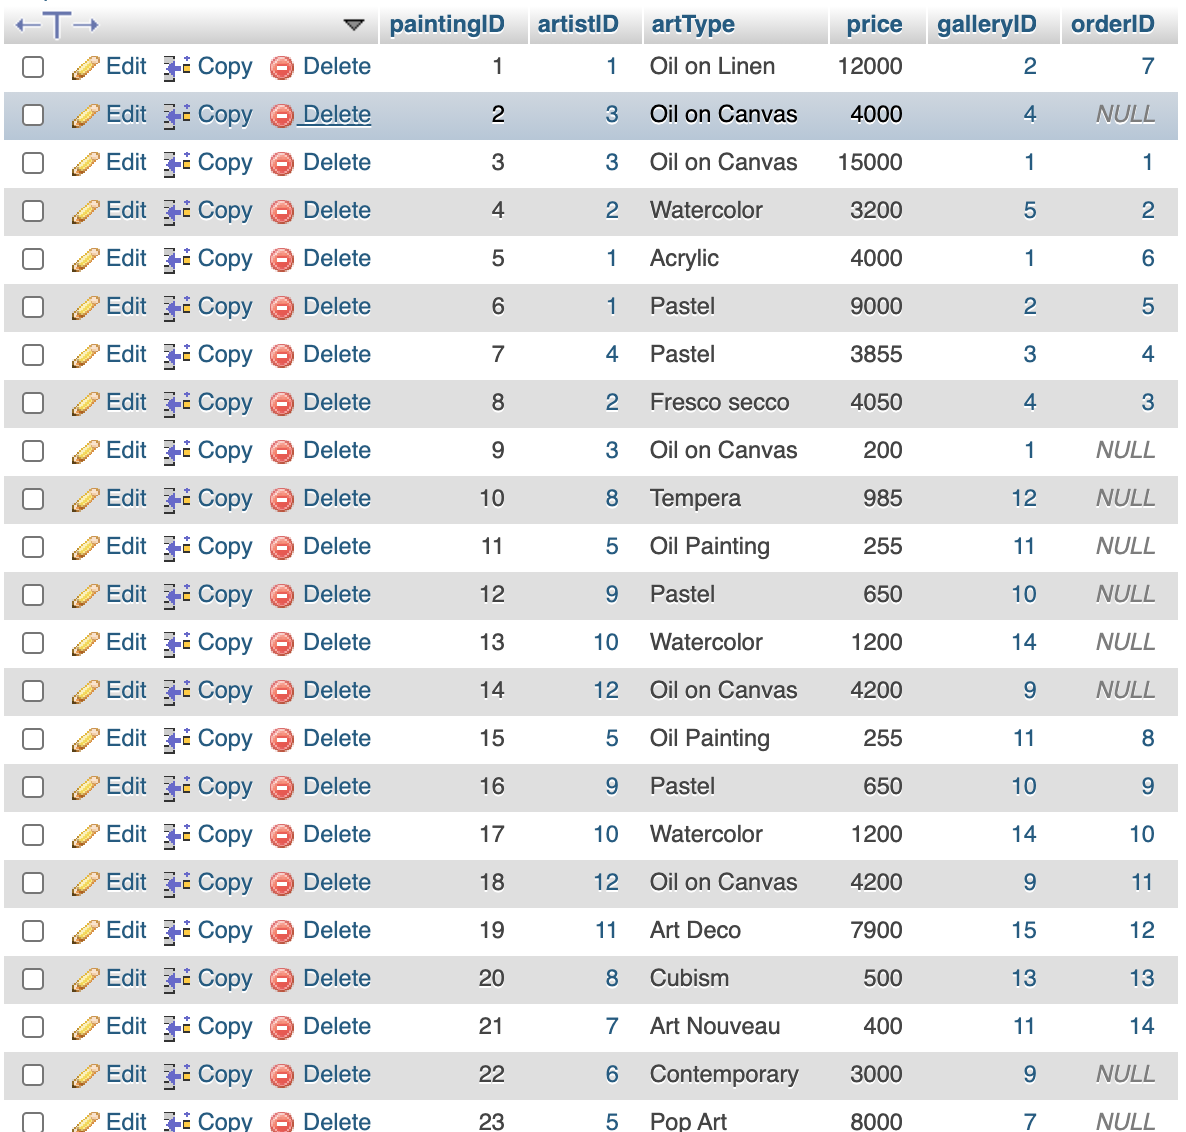 paintingID artistID artType price galleryID orderID
Edit Copy Delete 1 1 Oil on Linen 12000 2 7
Edit Copy Delete 2 3 Oil on Canvas 4000 4 NULL
Edit Copy Delete 3 3 Oil on Canvas 15000 1 1
Edit Copy Delete 4 2 Watercolor 3200 5 2
Edit Copy Delete 5 1 Acrylic 4000 1 6
Edit Copy Delete 6 1 Pastel 9000 2 5
Edit Copy Delete 7 4 Pastel 3855 3 4
Edit Copy Delete 8 2 Fresco secco 4050 4 3
Edit Copy Delete 9 3 Oil on Canvas 200 1 NULL
Edit Copy Delete 10 8 Tempera 985 12 NULL
Edit Copy Delete 11 5 Oil Painting 255 11 NULL
Edit Copy Delete 12 9 Pastel 650 10 NULL
Edit Copy Delete 13 10 Watercolor 1200 14 NULL
Edit Copy Delete 14 12 Oil on Canvas 4200 9 NULL
Edit Copy Delete 15 5 Oil Painting 255 11 8
Edit Copy Delete 16 9 Pastel 650 10 9
Edit Copy Delete 17 10 Watercolor 1200 14 10
Edit Copy Delete 18 12 Oil on Canvas 4200 9 11
Edit Copy Delete 19 11 Art Deco 7900 15 12
Edit Copy Delete 20 8 Cubism 500 13 13
Edit Copy Delete 21 7 Art Nouveau 400 11 14
Edit Copy Delete 22 6 Contemporary 3000 9 NULL
Edit Copy Delete 23 5 Pop Art 8000 7 NULL